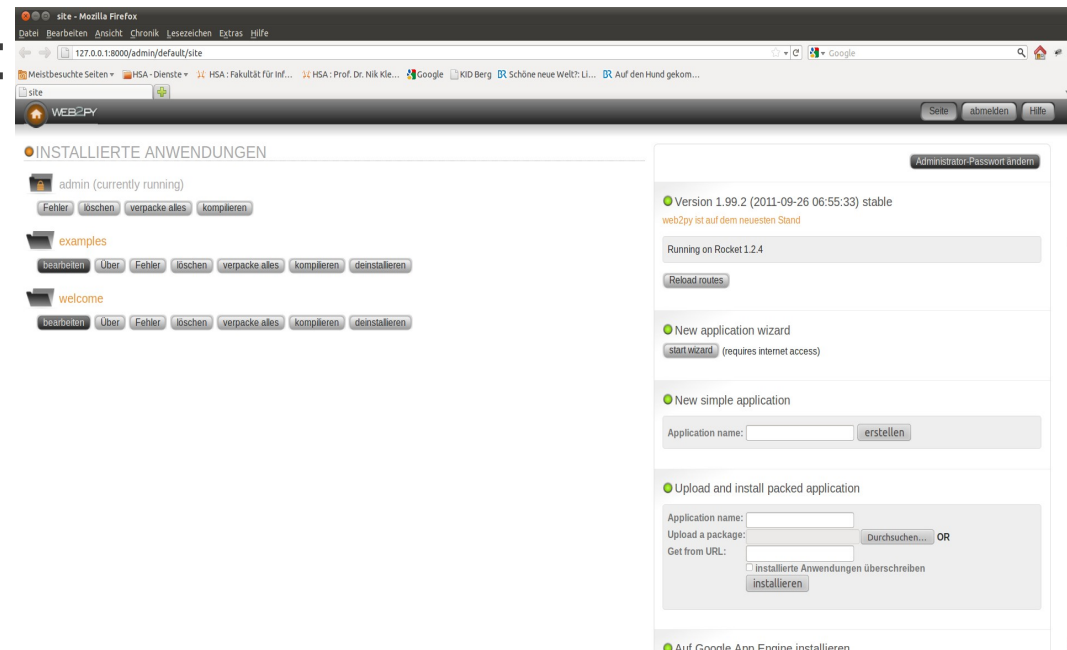 site - Mozilla Firefox
Datei Bearbeiten Ansicht Chronik Lesezeichen Extras Hilfe
127.0.0.1:8000/admin/default/site
Google
Meistbesuchte Seiten HSA - Dienste HSA : Fakultät für Inf... HSA : Prof. Dr. Nik Kle... Google KID Berg Schöne neue Welt?: Li... Auf den Hund gekom...
site
WEB2PY
Seite abmelden Hilfe
INSTALLIERTE ANWENDUNGEN
admin (currently running)
Fehler löschen verpacke alles kompilieren
examples
bearbeiten Über Fehler löschen verpacke alles kompilieren deinstallieren
welcome
bearbeiten Über Fehler löschen verpacke alles kompilieren deinstallieren
Administrator-Passwort ändern
Version 1.99.2 (2011-09-26 06:55:33) stable
web2py ist auf dem neuesten Stand
Running on Rocket 1.2.4
Reload routes
New application wizard
start wizard (requires internet access)
New simple application
Application name: erstellen
Upload and install packed application
Application name:
Upload a package: Durchsuchen... OR
Get from URL:
installierte Anwendungen überschreiben
installieren
Auf Google App Engine installieren